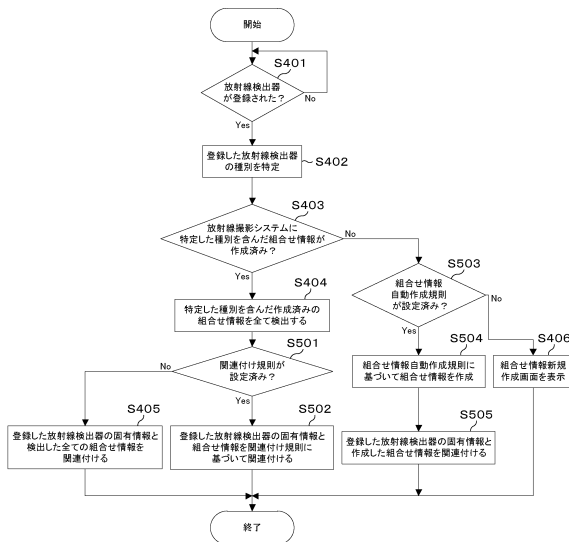 開始
S401
放射線検出器
が登録された？
No
Yes
登録した放射線検出器
の種別を特定
S402
S403
放射線撮影システムに
特定した種別を含んだ組合せ情報が
作成済み？
No
Yes
S404
特定した種別を含んだ作成済みの
組合せ情報を全て検出する
S503
組合せ情報
自動作成規則
が設定済み？
No
Yes
S501
関連付け規則が
設定済み？
No
Yes
S504
組合せ情報自動作成規則に
基づいて組合せ情報を作成
S406
組合せ情報新規
作成画面を表示
S405
登録した放射線検出器の固有情報と
検出した全ての組合せ情報を
関連付ける
S502
登録した放射線検出器の固有情報と
組合せ情報を関連付け規則に
基づいて関連付ける
S505
登録した放射線検出器の固有情報と
作成した組合せ情報を関連付ける
終了